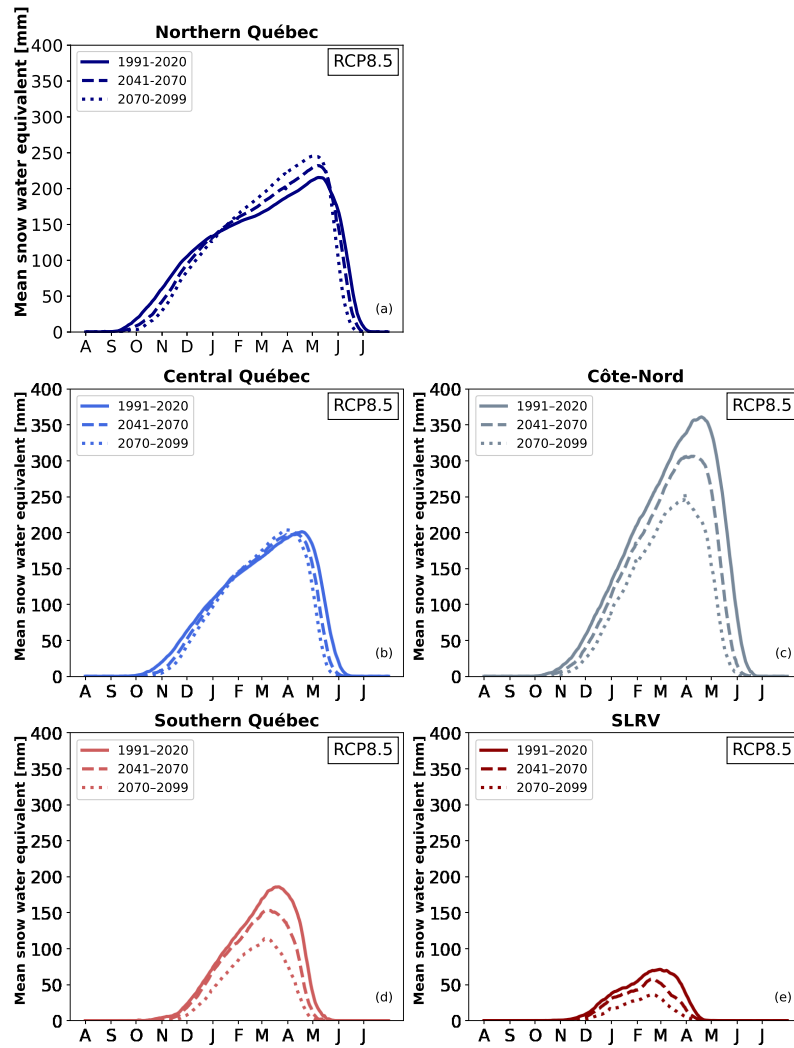 Northern Québec
Mean snow water equivalent [mm]
400
350
300
250
200
150
100
50
0
1991-2020
2041-2070
2070-2099
RCP8.5
(a)
A S O N D J F M A M J J
Central Québec
Mean snow water equivalent [mm]
400
350
300
250
200
150
100
50
0
1991–2020
2041–2070
2070–2099
RCP8.5
(b)
A S O N D J F M A M J J
Côte-Nord
Mean snow water equivalent [mm]
400
350
300
250
200
150
100
50
0
1991–2020
2041–2070
2070–2099
RCP8.5
(c)
A S O N D J F M A M J J
Southern Québec
Mean snow water equivalent [mm]
400
350
300
250
200
150
100
50
0
1991–2020
2041–2070
2070–2099
RCP8.5
(d)
A S O N D J F M A M J J
SLRV
Mean snow water equivalent [mm]
400
350
300
250
200
150
100
50
0
1991–2020
2041–2070
2070–2099
RCP8.5
(e)
A S O N D J F M A M J J